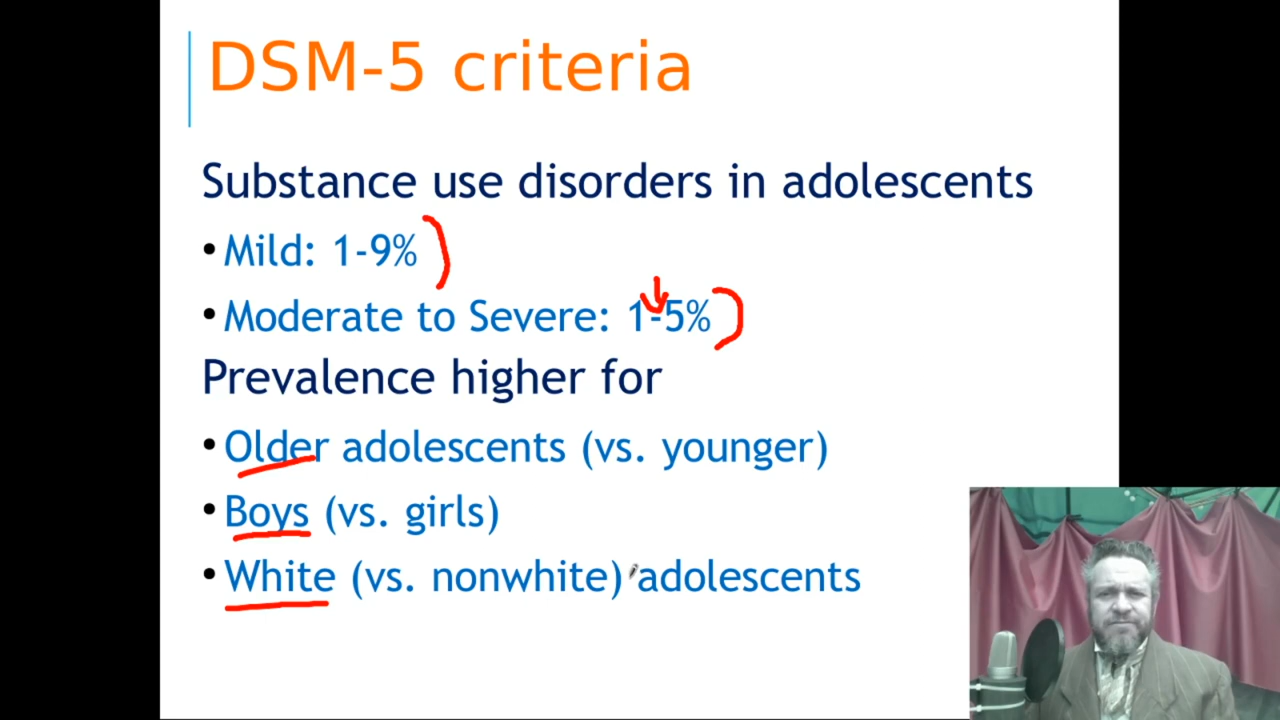 DSM-5 criteria
Substance use disorders in adolescents
• Mild: 1-9%
• Moderate to Severe: 1-5%
Prevalence higher for
• Older adolescents (vs. younger)
• Boys (vs. girls)
• White (vs. nonwhite) adolescents